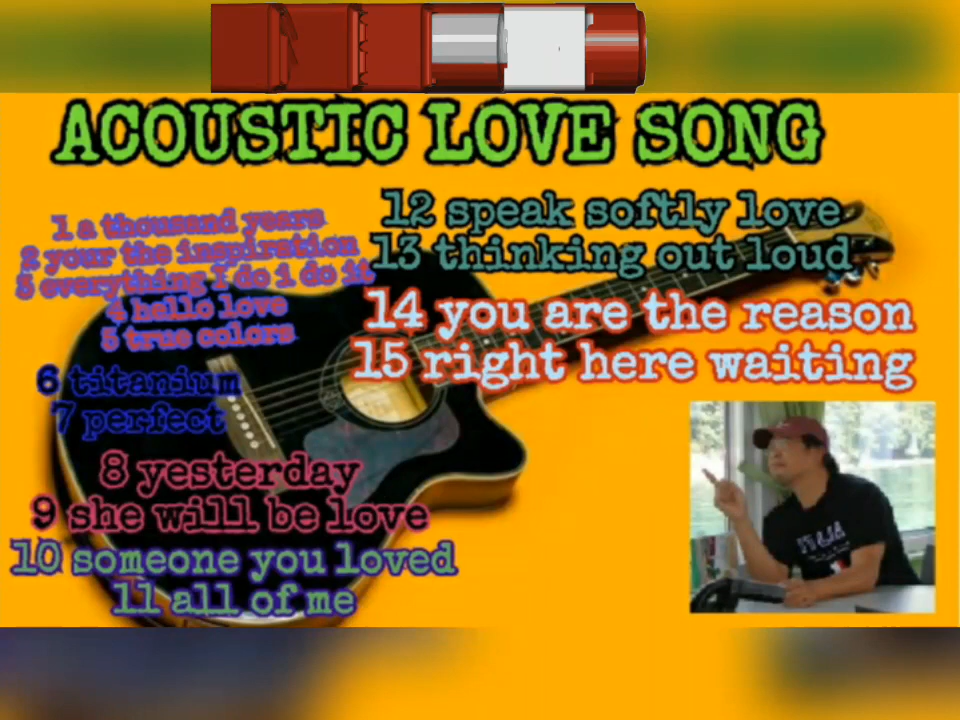 ACOUSTIC LOVE SONG
1 a thousand years
2 your the inspiration
3 everything I do i do it
4 hello love
5 true colors
6 titanium
7 perfect
8 yesterday
9 she will be love
10 someone you loved
11 all of me
12 speak softly love
13 thinking out loud
14 you are the reason
15 right here waiting
ITALIA